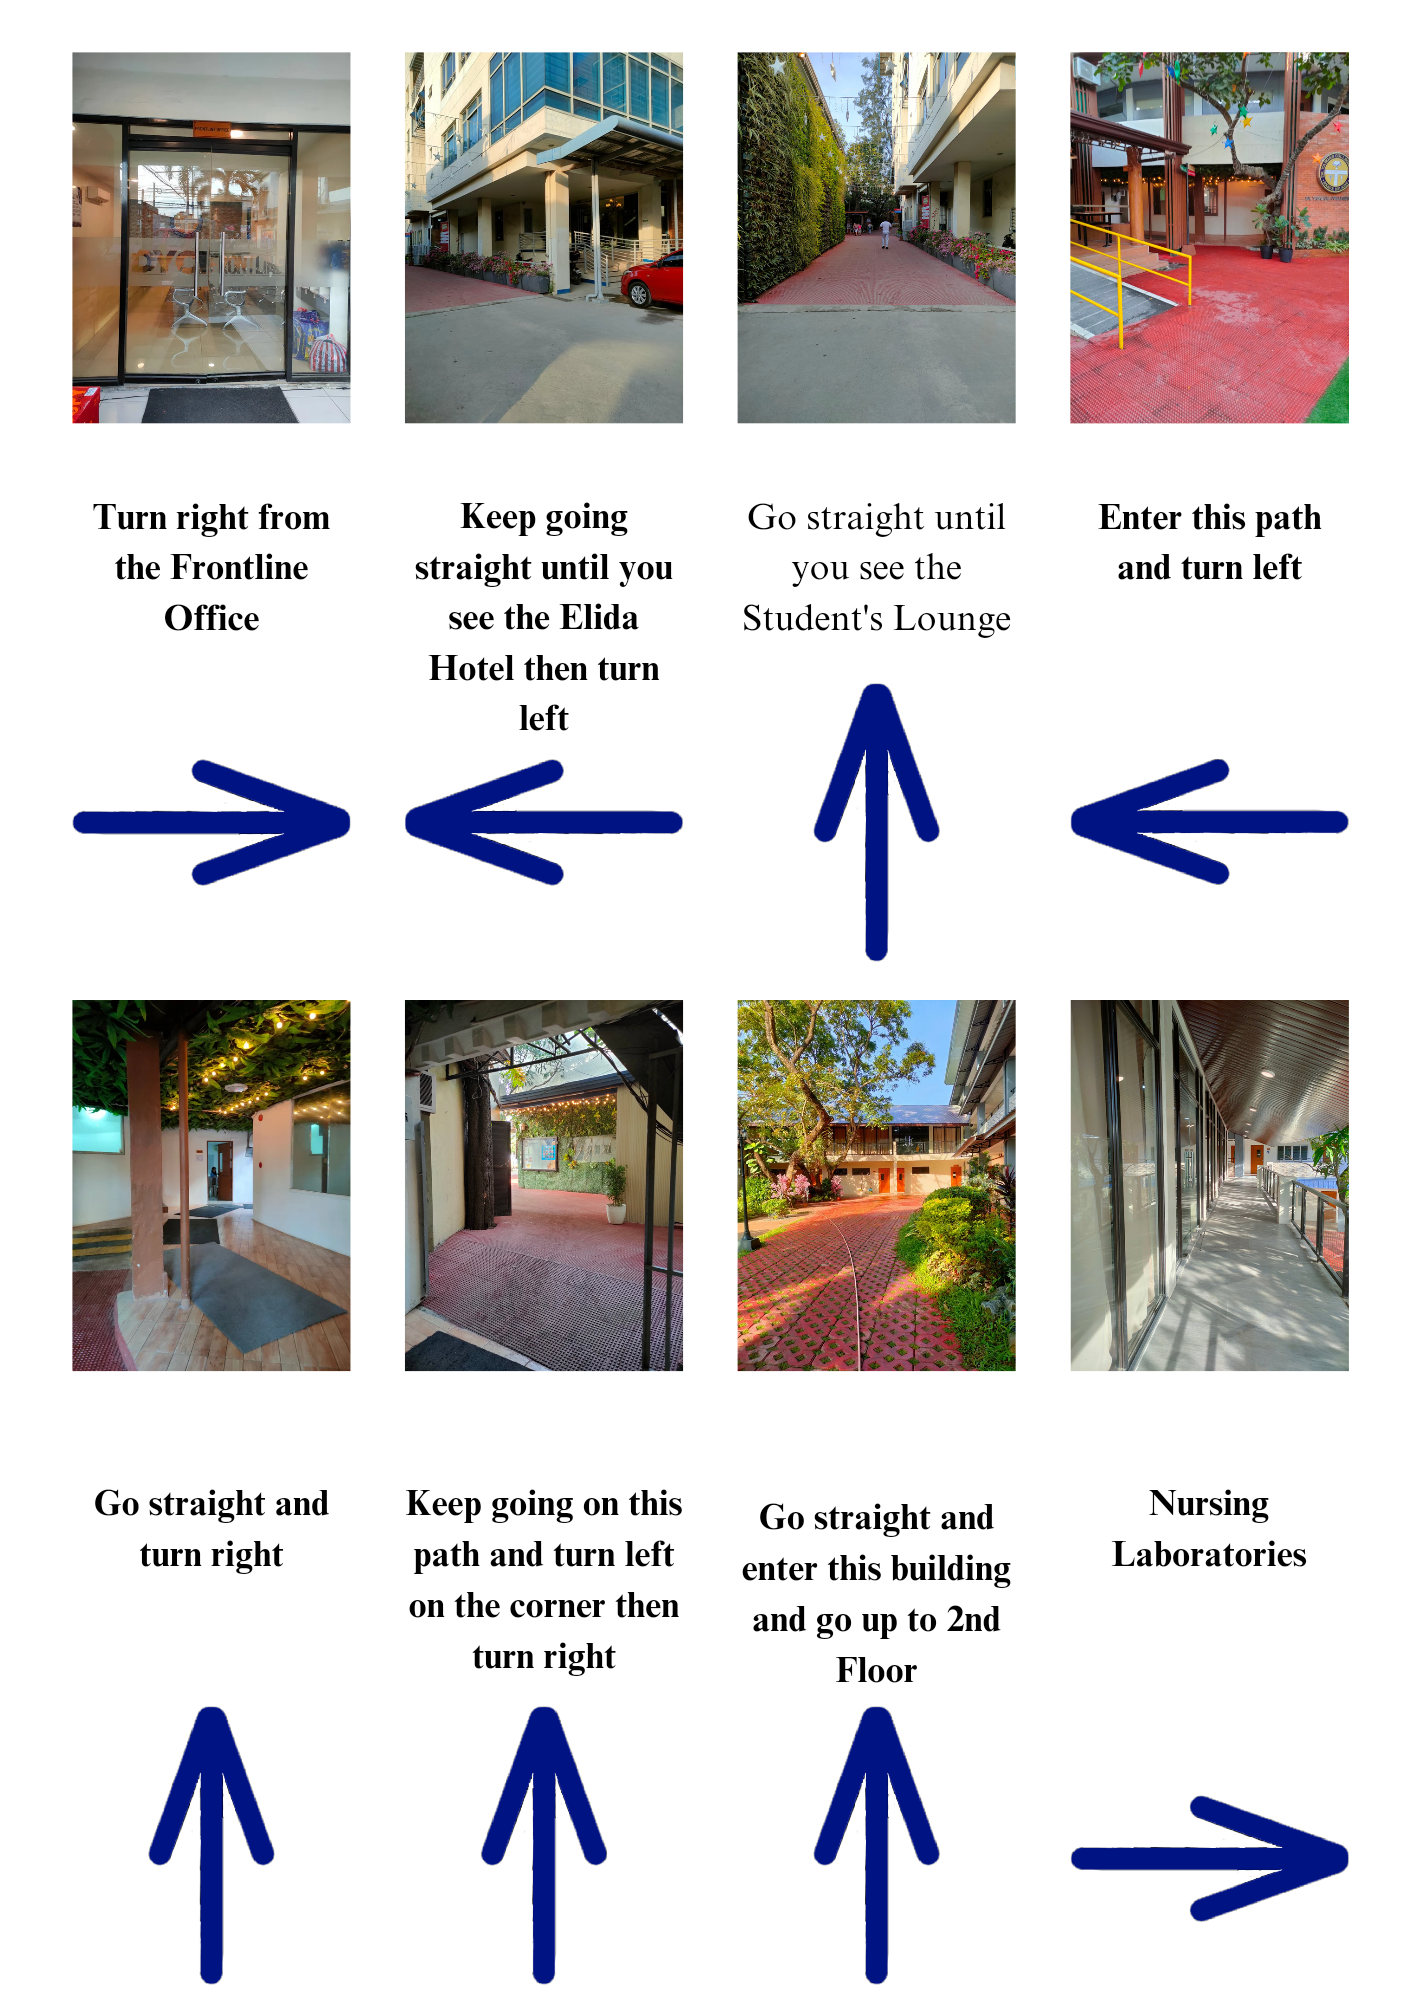 Turn right from
the Frontline
Office
Keep going
straight until you
see the Elida
Hotel then turn
left
Go straight until
you see the
Student's Lounge
Enter this path
and turn left
Go straight and
turn right
Keep going on this
path and turn left
on the corner then
turn right
Go straight and
enter this building
and go up to 2nd
Floor
Nursing
Laboratories